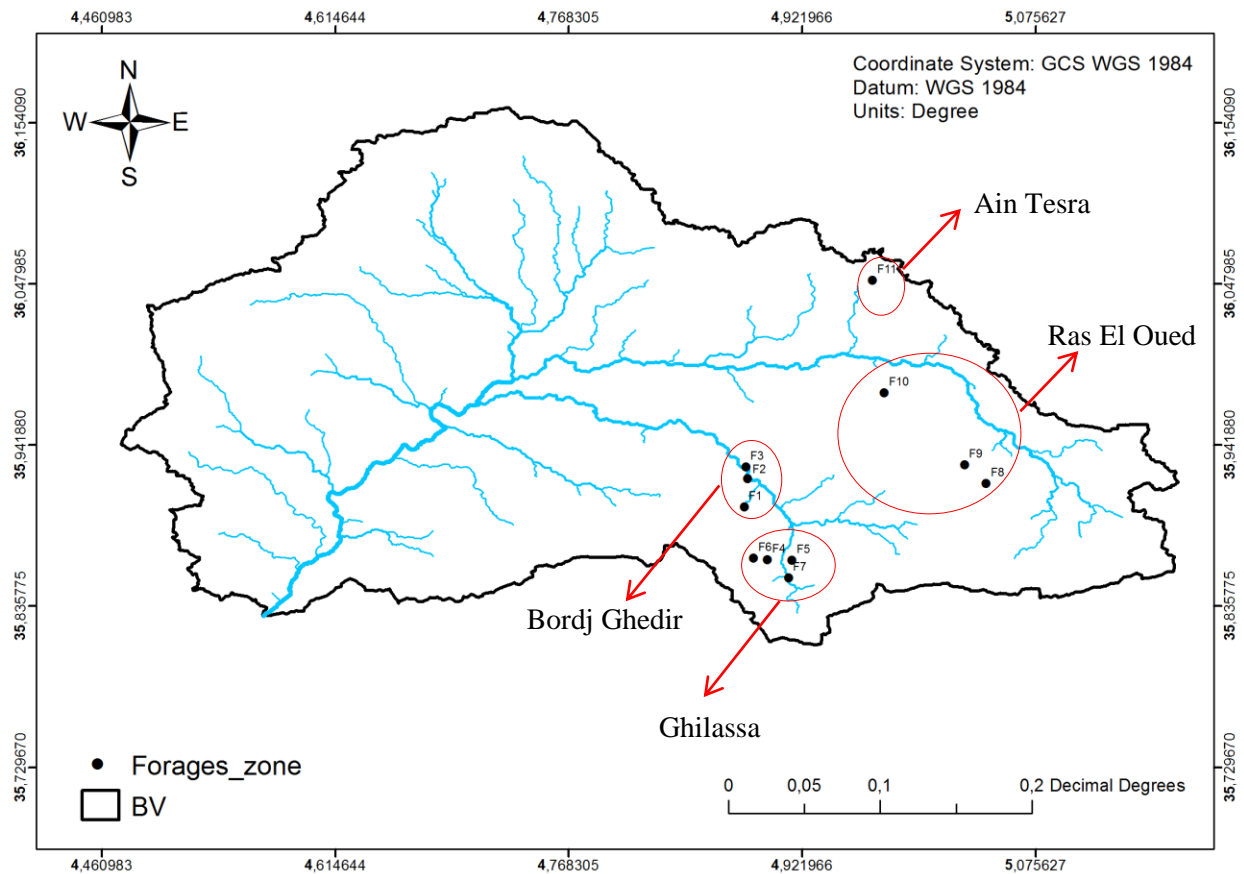 4,460983 4,614644 4,768305 4,921966 5,075627
Coordinate System: GCS WGS 1984
Datum: WGS 1984
Units: Degree
N
W E
S
36,154090 36,154090
Ain Tesra
F11
36,047985 36,047985
Ras El Oued
F10
35,941880 35,941880
F3
F9
F2
F8
F1
F6 F4 F5
F7
35,835775 35,835775
Bordj Ghedir
Ghilassa
35,729670 35,729670
Forages_zone
BV
0 0,05 0,1 0,2 Decimal Degrees
4,460983 4,614644 4,768305 4,921966 5,075627